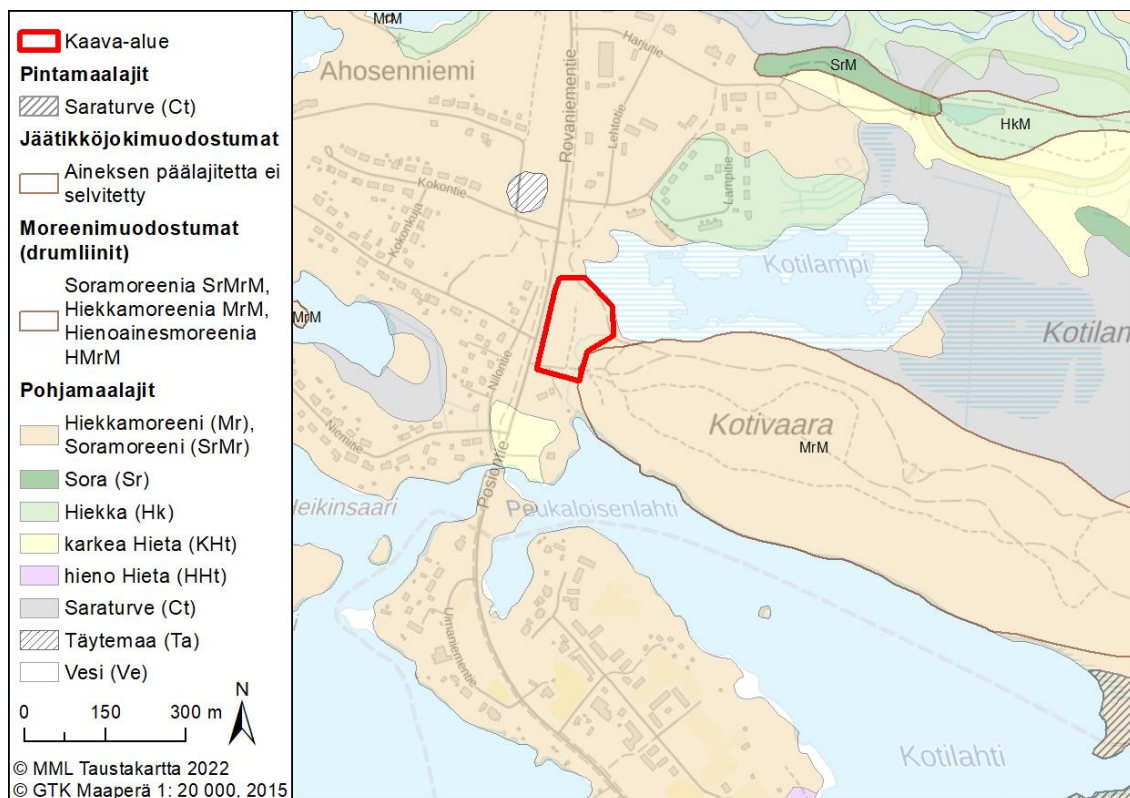 Kaava-alue
Pintamaalajit
Saraturve (Ct)
Jäätikköjokimuodostumat
Aineksen päälajitetta ei
selvitetty
Moreenimuodostumat
(drumliinit)
Soramoreenia SrMrM,
Hiekkamoreenia MrM,
Hienoainesmoreenia
HMrM
Pohjamaalajit
Hiekkamoreeni (Mr),
Soramoreeni (SrMr)
Sora (Sr)
Hiekka (Hk)
karkea Hieta (KHt)
hieno Hieta (HHt)
Saraturve (Ct)
Täytemaa (Ta)
Vesi (Ve)
N
0 150 300 m
© MML Taustakartta 2022
© GTK Maaperä 1: 20 000, 2015
MrM
Ahosenniemi
Rovaniementie
Harjutie
SrM
HkM
Lehtotie
Lampitie
Kokontie
Kokonkuja
Kotilampi
MrM
Nilontie
Niemitie
Kotivaara
MrM
Posiontie
Heikinsaari
Peukaloisenlahti
Uimaniementie
Kotilahti